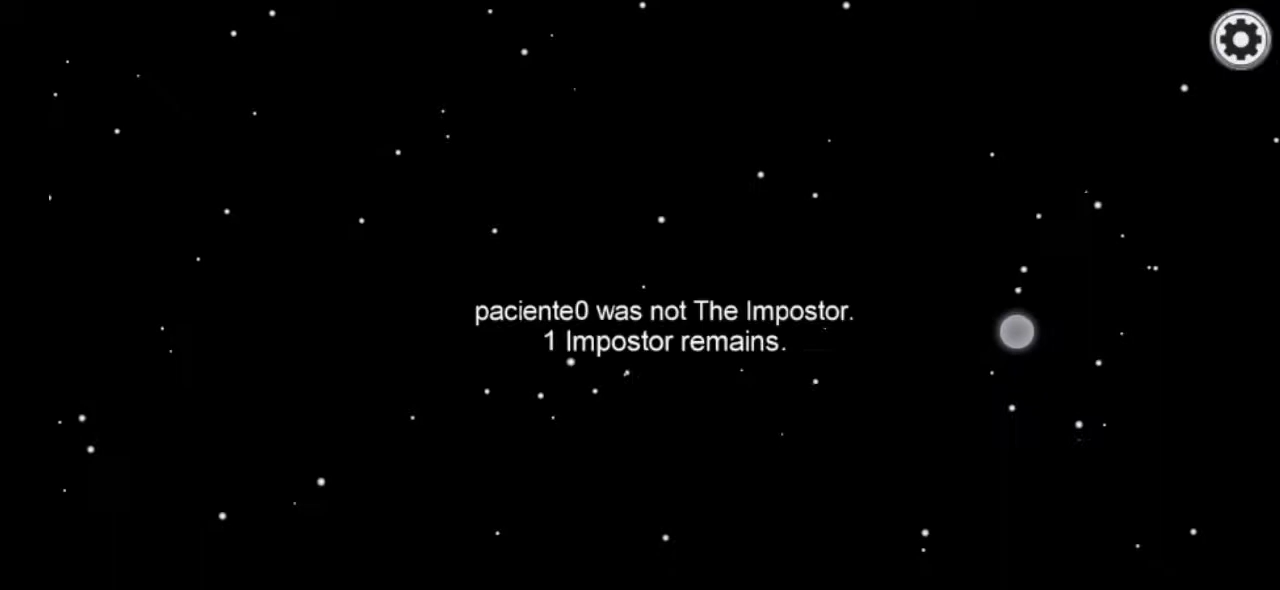 paciente0 was not The Impostor.
1 Impostor remains.